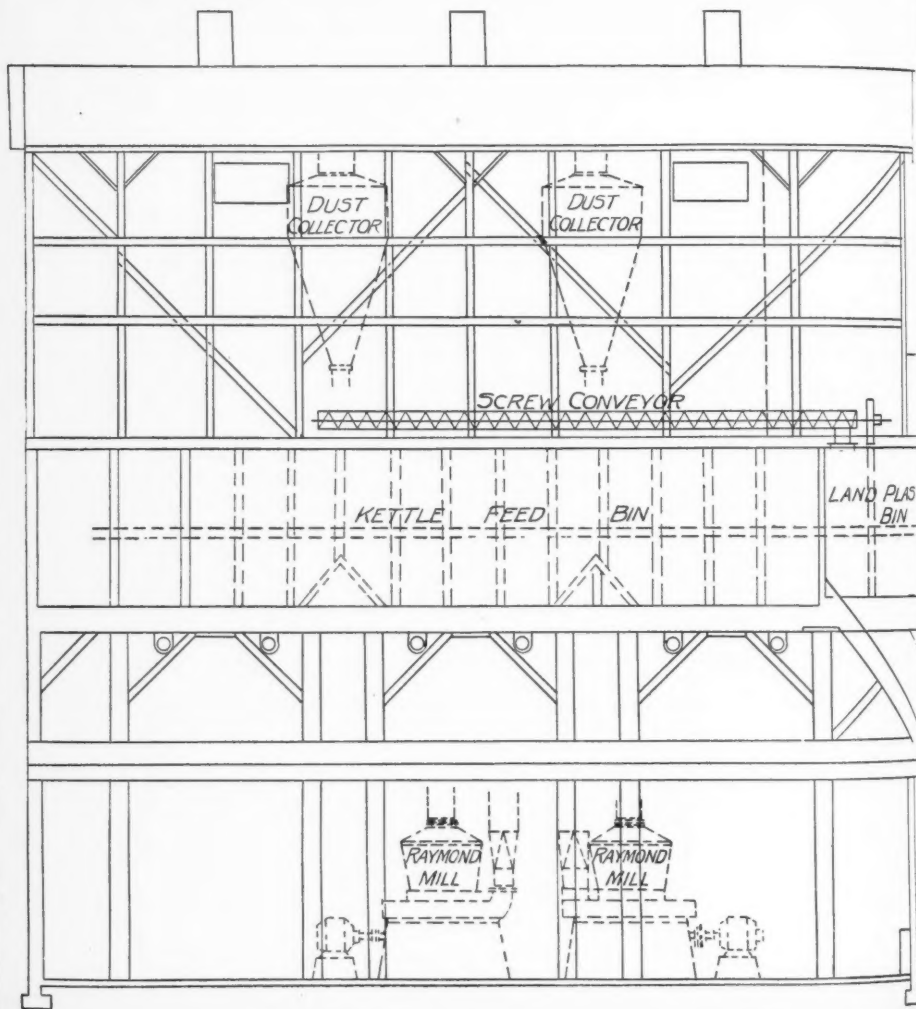 DUST
COLLECTOR
DUST
COLLECTOR
SCREW CONVEYOR
KETTLE FEED BIN
LAND PLAS
BIN
RAYMOND
MILL
RAYMOND
MILL